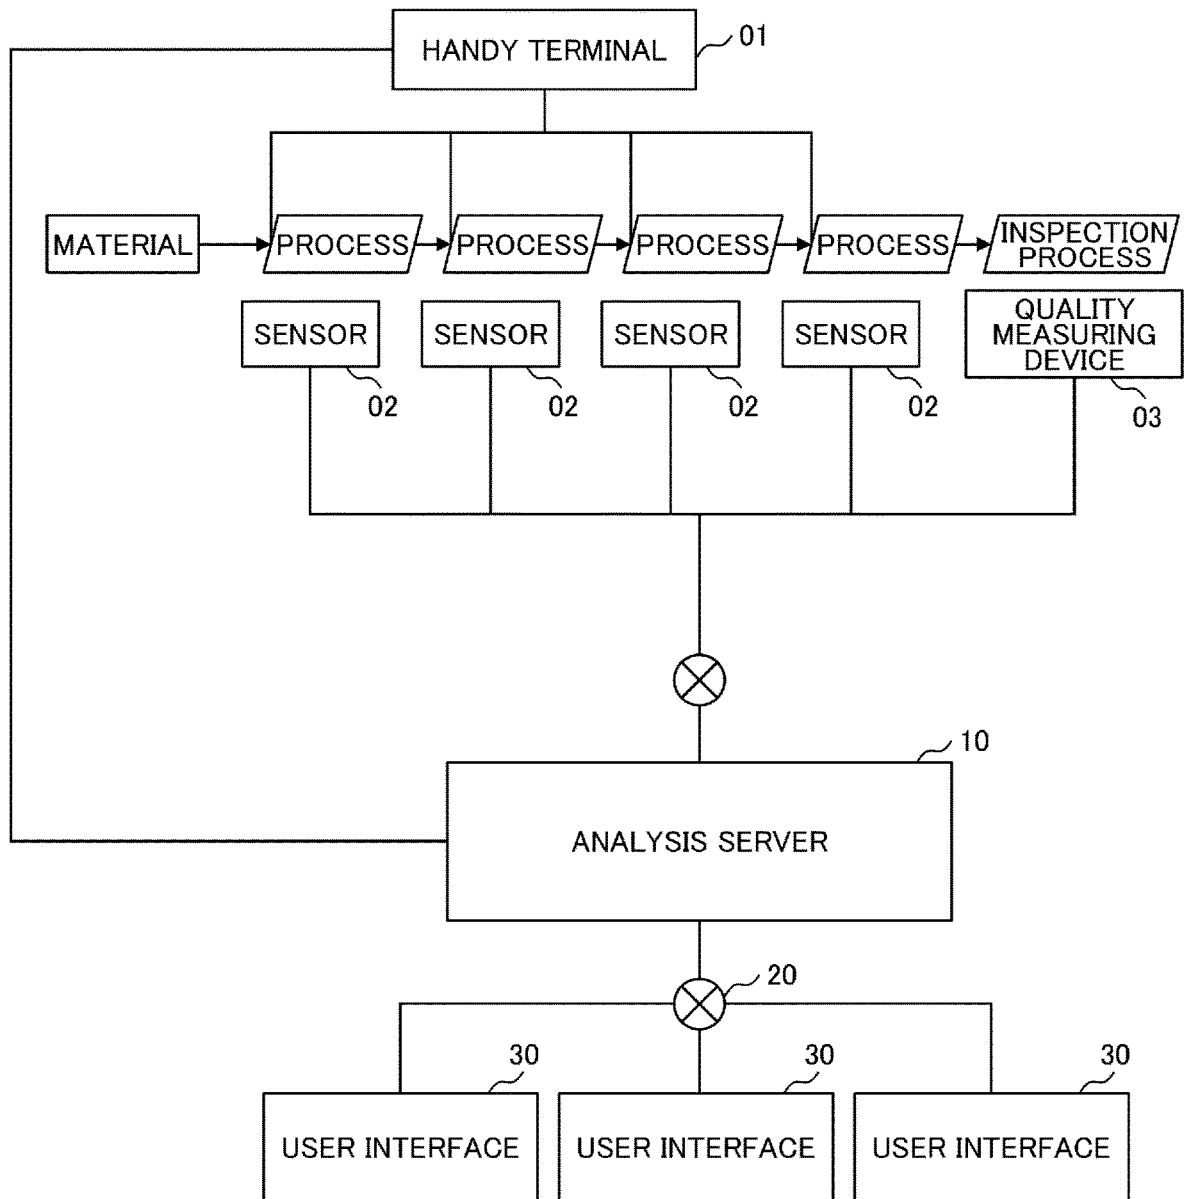 HANDY TERMINAL
01
MATERIAL
PROCESS
PROCESS
PROCESS
PROCESS
INSPECTION
PROCESS
SENSOR
SENSOR
SENSOR
SENSOR
QUALITY
MEASURING
DEVICE
02
02
02
02
03
10
ANALYSIS SERVER
20
30
30
30
USER INTERFACE
USER INTERFACE
USER INTERFACE